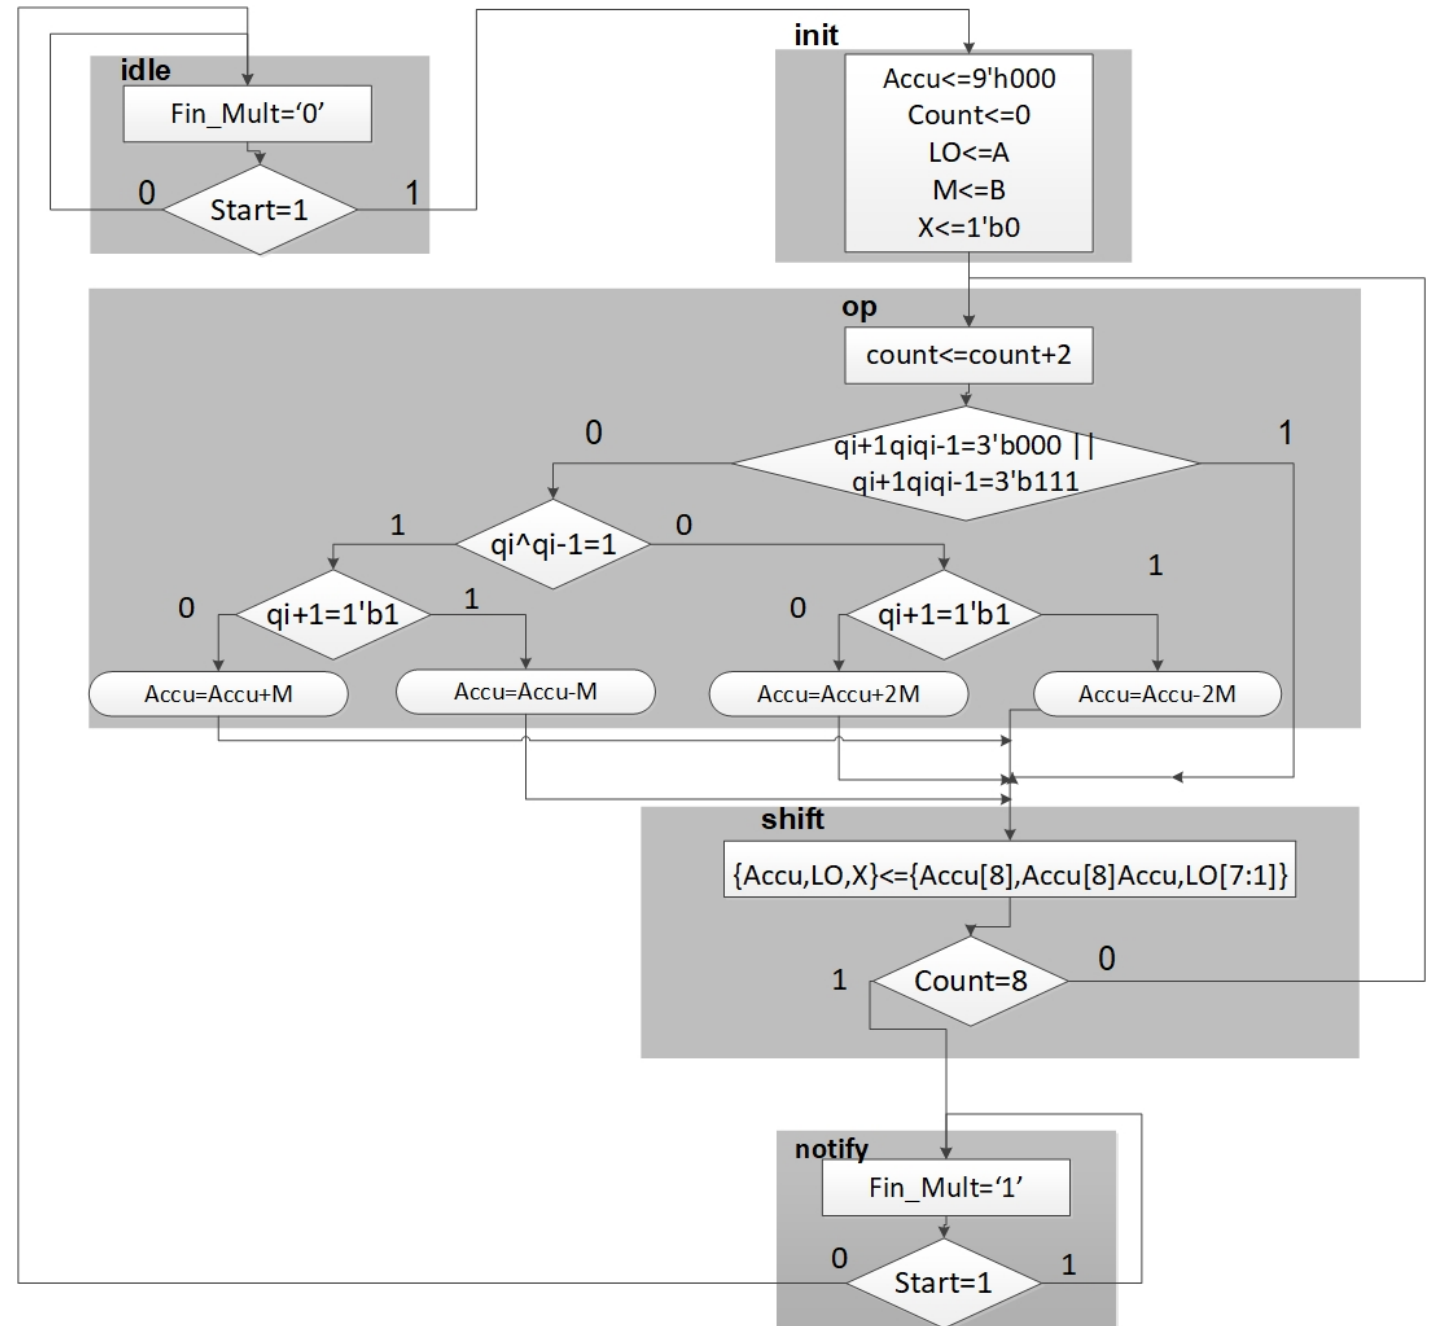 idle
Fin_Mult=‘0’
0
Start=1
1
init
Accu<=9'h000
Count<=0
LO<=A
M<=B
X<=1'b0
op
count<=count+2
0
qi+1qiqi-1=3'b000 ||
qi+1qiqi-1=3'b111
1
1
qi^qi-1=1
0
0
qi+1=1'b1
1
0
qi+1=1'b1
1
Accu=Accu+M
Accu=Accu-M
Accu=Accu+2M
Accu=Accu-2M
shift
{Accu,LO,X}<={Accu[8],Accu[8]Accu,LO[7:1]}
1
Count=8
0
notify
Fin_Mult=‘1’
0
Start=1
1